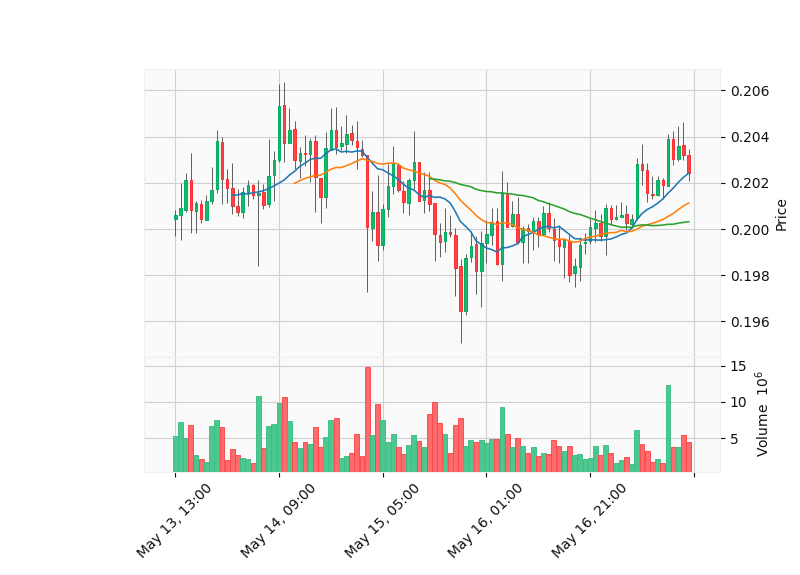 0.206
0.204
0.202
0.200
0.198
0.196
Price
15
10
5
Volume 10^6
May 13, 13:00
May 14, 09:00
May 15, 05:00
May 16, 01:00
May 16, 21:00